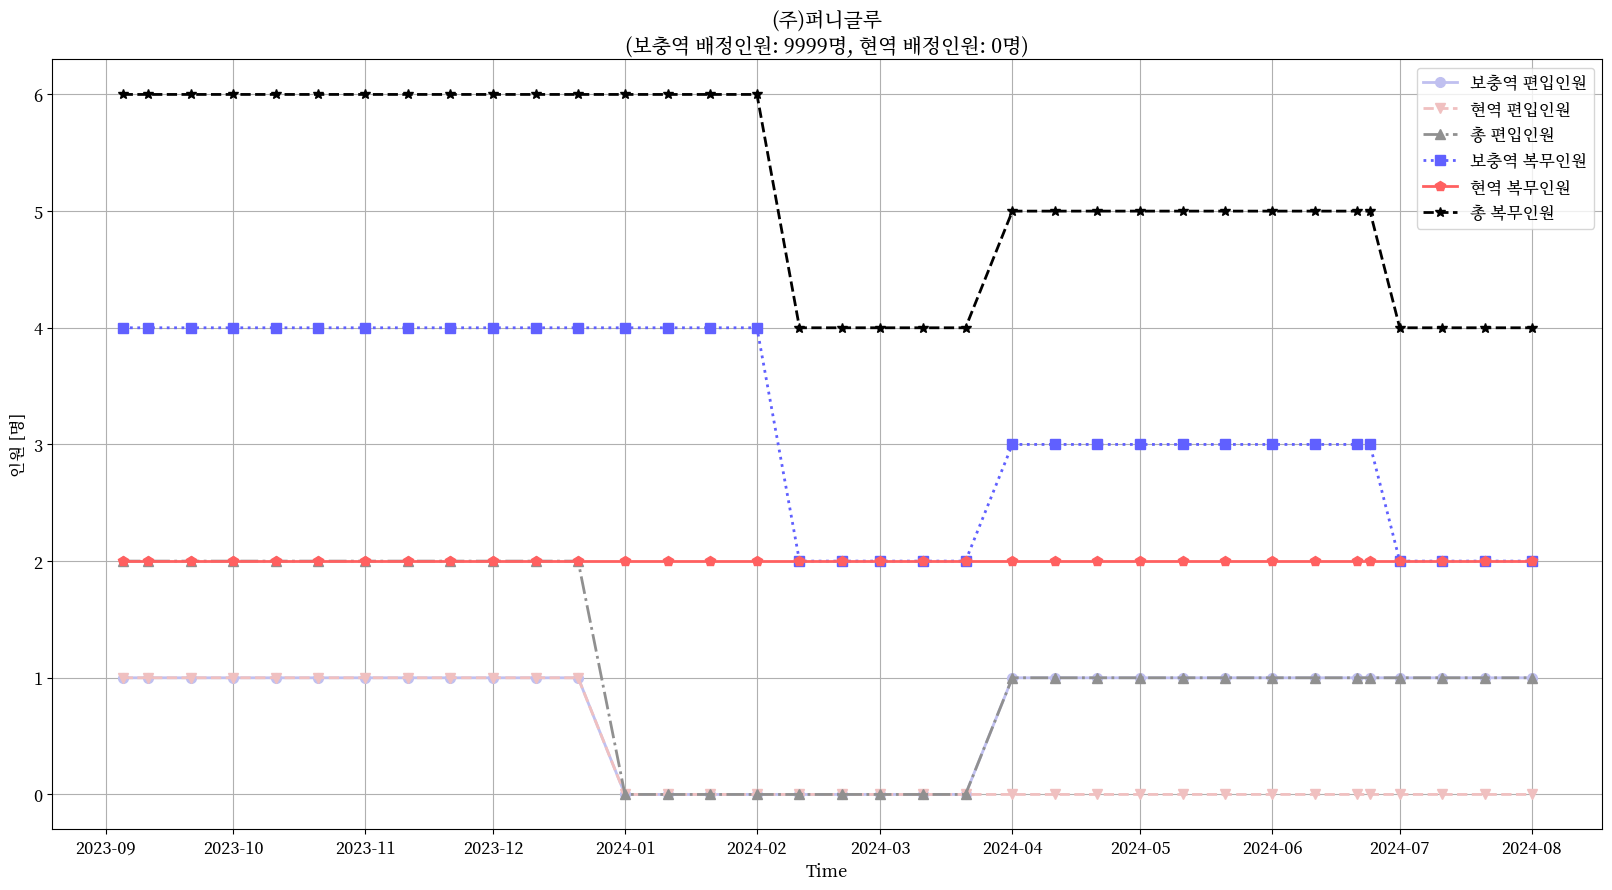 (주)퍼니글루
(보충역 배정인원: 9999명, 현역 배정인원: 0명)
인원 [명]
6
5
4
3
2
1
0
보충역 편입인원
현역 편입인원
총 편입인원
보충역 복무인원
현역 복무인원
총 복무인원
2023-09 2023-10 2023-11 2023-12 2024-01 2024-02 2024-03 2024-04 2024-05 2024-06 2024-07 2024-08
Time